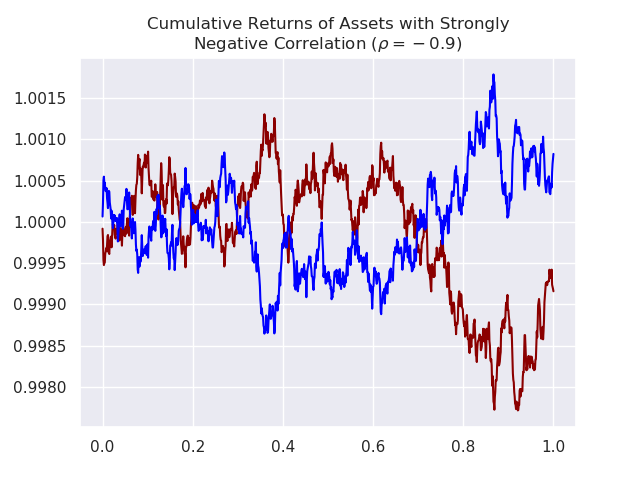 Cumulative Returns of Assets with Strongly
Negative Correlation (ρ = −0.9)
1.0015
1.0010
1.0005
1.0000
0.9995
0.9990
0.9985
0.9980
0.0 0.2 0.4 0.6 0.8 1.0